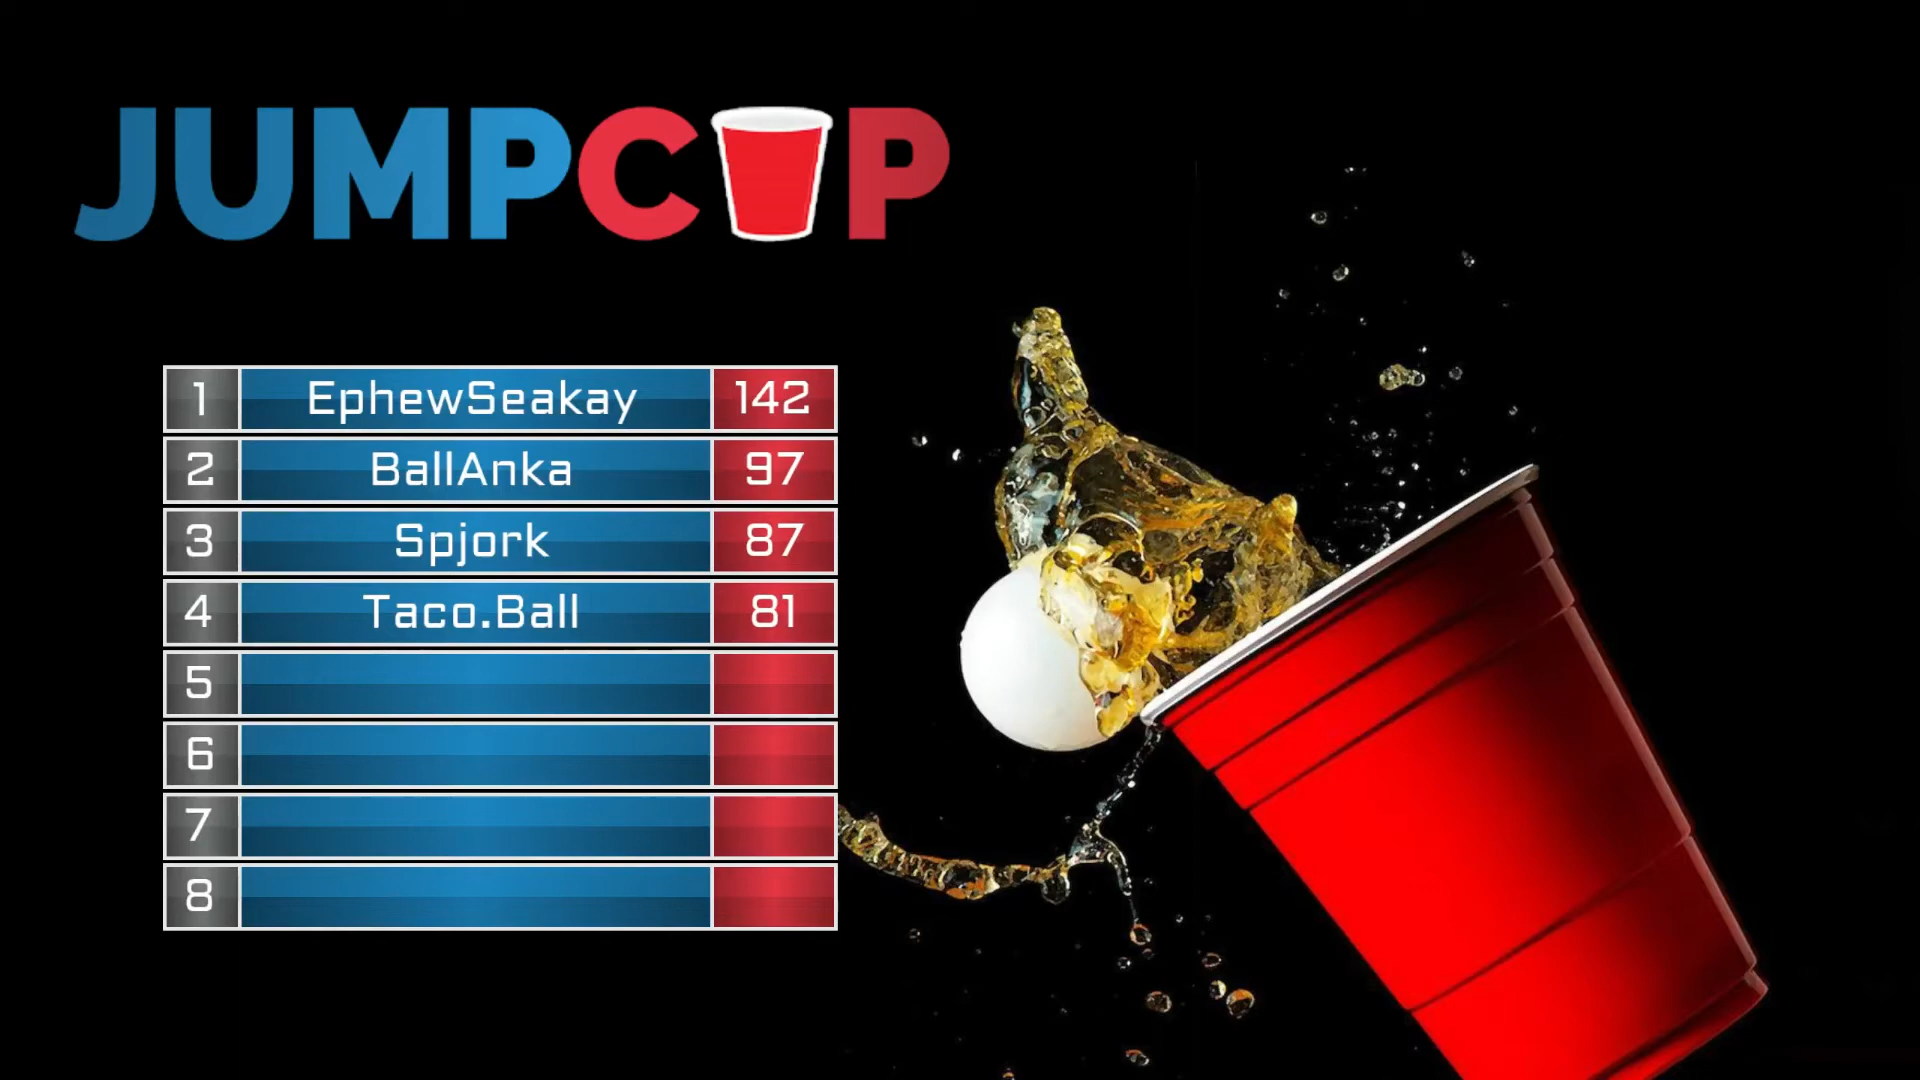 JUMPCUP
1 EphewSeakay 142
2 BallAnka 97
3 Spjork 87
4 Taco.Ball 81
5
6
7
8